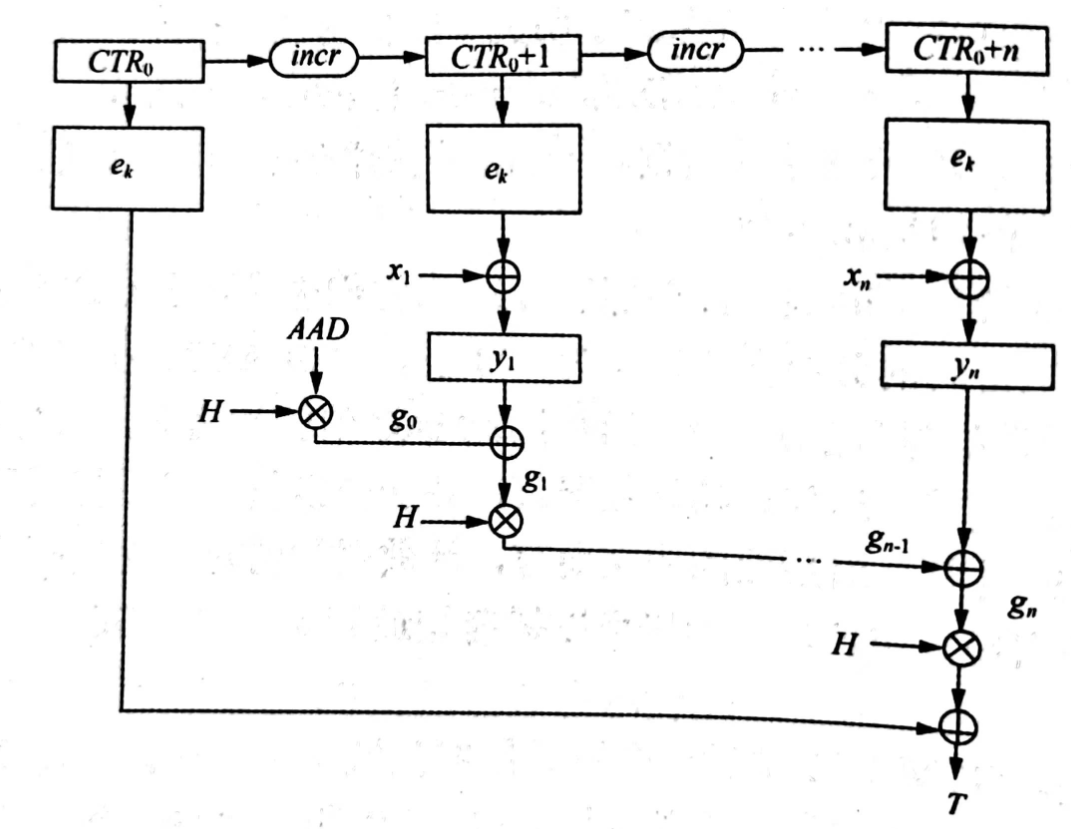 CTR₀ incr CTR₀+1 incr ... CTR₀+n
eₖ eₖ eₖ
x₁ xₙ
AAD
y₁ yₙ
H g₀
g₁
H ... gₙ₋₁
gₙ
H
T